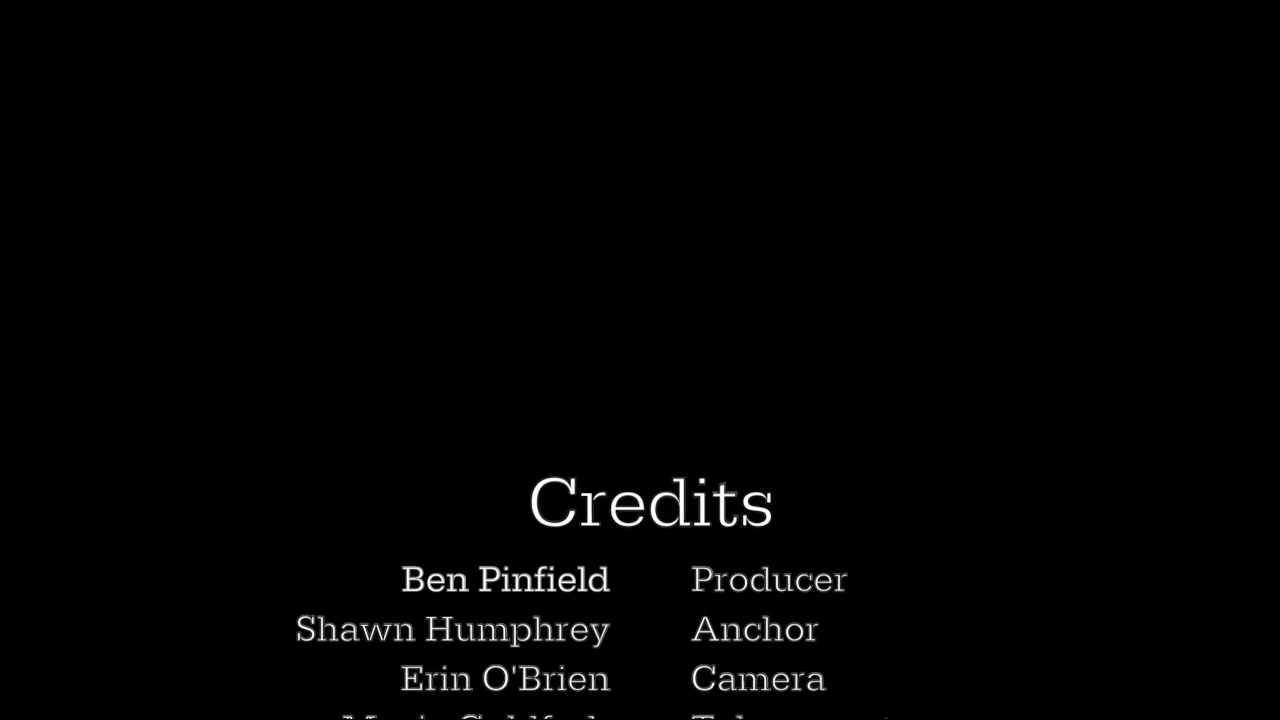 Credits
Ben Pinfield Producer
Shawn Humphrey Anchor
Erin O'Brien Camera